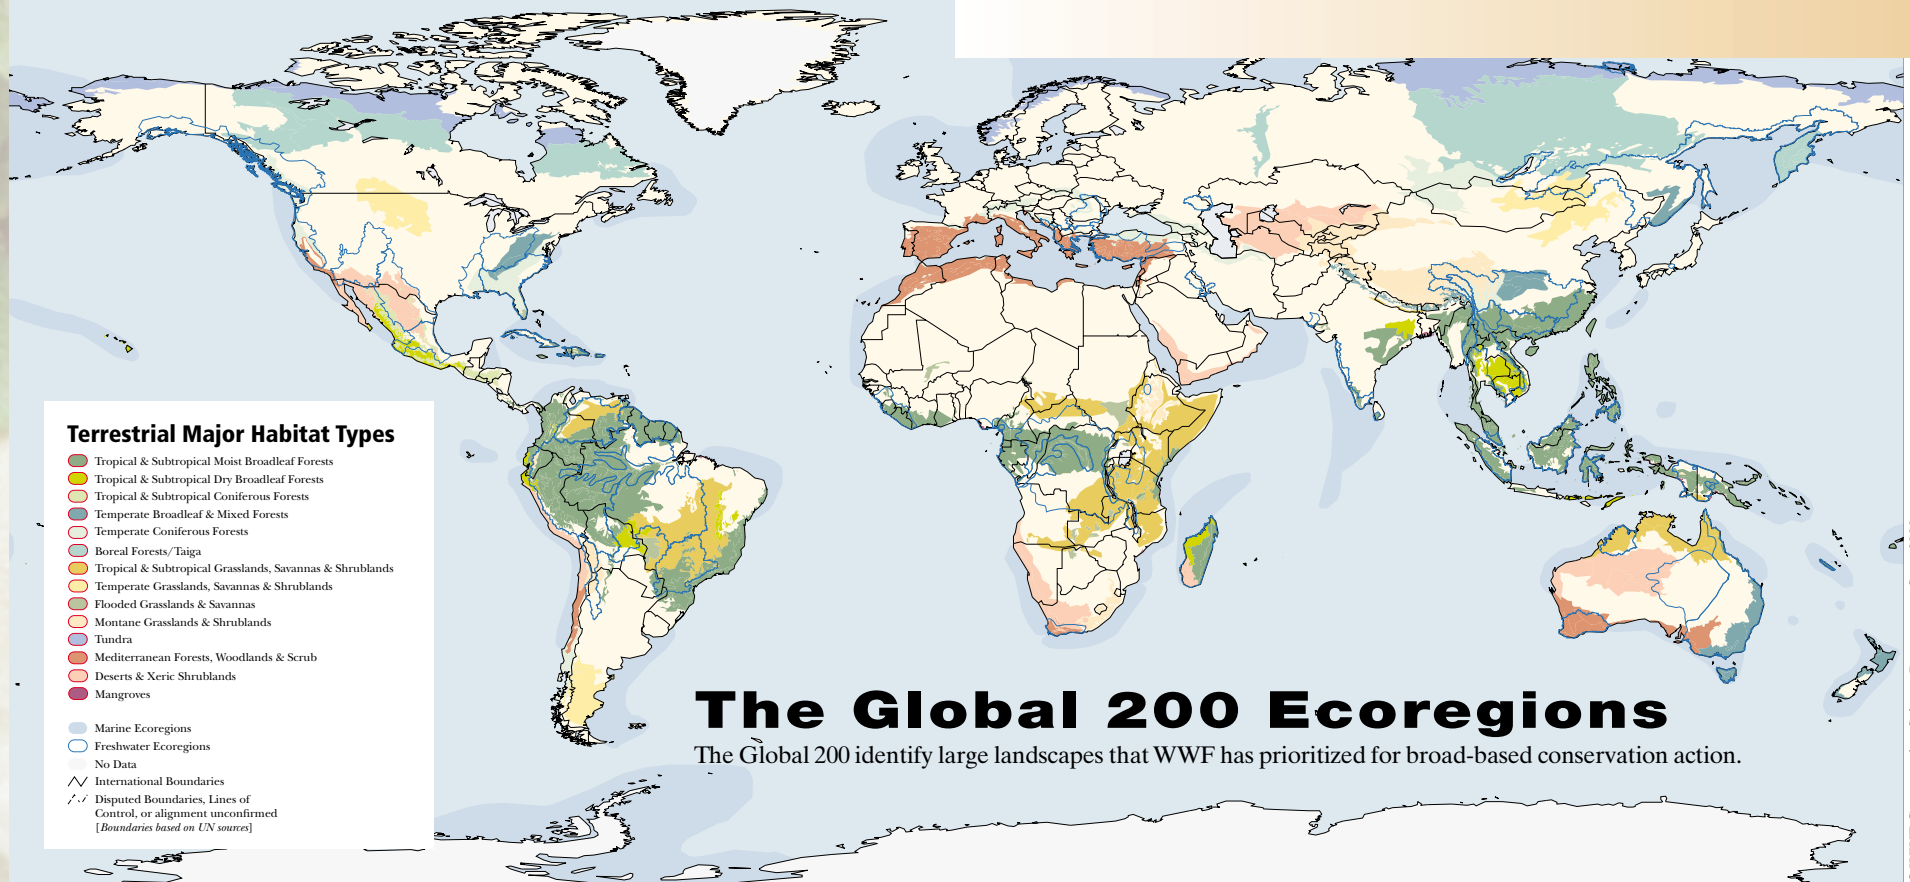 Terrestrial Major Habitat Types
Tropical & Subtropical Moist Broadleaf Forests
Tropical & Subtropical Dry Broadleaf Forests
Tropical & Subtropical Coniferous Forests
Temperate Broadleaf & Mixed Forests
Temperate Coniferous Forests
Boreal Forests/Taiga
Tropical & Subtropical Grasslands, Savannas & Shrublands
Temperate Grasslands, Savannas & Shrublands
Flooded Grasslands & Savannas
Montane Grasslands & Shrublands
Tundra
Mediterranean Forests, Woodlands & Scrub
Deserts & Xeric Shrublands
Mangroves
Marine Ecoregions
Freshwater Ecoregions
No Data
International Boundaries
Disputed Boundaries, Lines of
Control, or alignment unconfirmed
[Boundaries based on UN sources]
The Global 200 Ecoregions
The Global 200 identify large landscapes that WWF has prioritized for broad-based conservation action.